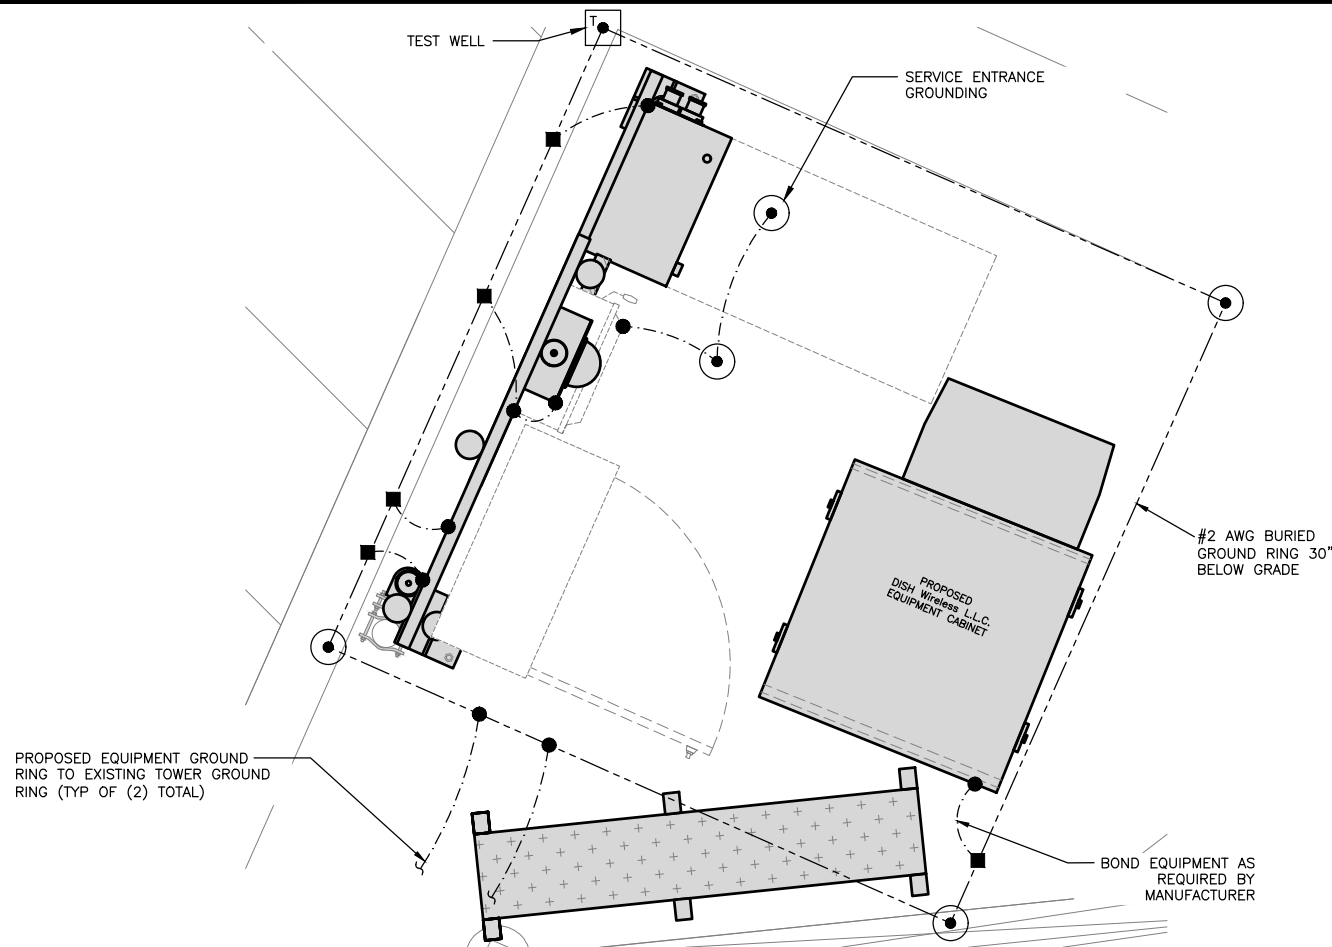 T
TEST WELL
SERVICE ENTRANCE
GROUNDING
#2 AWG BURIED
GROUND RING 30"
BELOW GRADE
PROPOSED
DISH Wireless L.L.C.
EQUIPMENT CABINET
PROPOSED EQUIPMENT GROUND
RING TO EXISTING TOWER GROUND
RING (TYP OF (2) TOTAL)
BOND EQUIPMENT AS
REQUIRED BY
MANUFACTURER